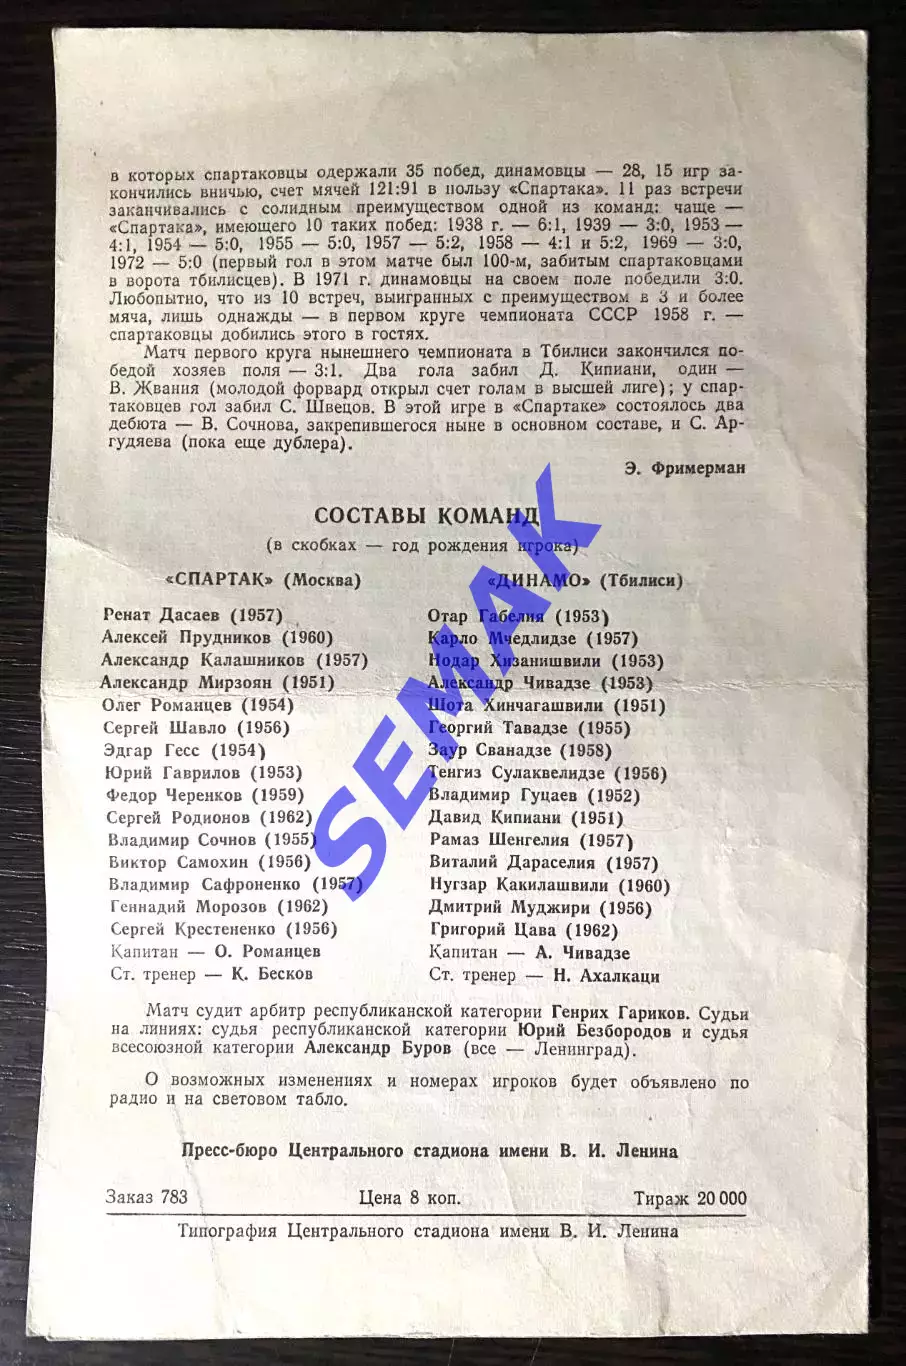 в которых спартаковцы одержали 35 побед, динамовцы — 28, 15 игр за-
кончились вничью, счет мячей 121:91 в пользу «Спартака». 11 раз встречи
заканчивались с солидным преимуществом одной из команд: чаще —
«Спартака», имеющего 10 таких побед: 1938 г. — 6:1, 1939 — 3:0, 1953 —
4:1, 1954 — 5:0, 1955 — 5:0, 1957 — 5:2, 1958 — 4:1 и 5:2, 1969 — 3:0,
1972 — 5:0 (первый гол в этом матче был 100-м, забитым спартаковцами
в ворота тбилисцев). В 1971 г. динамовцы на своем поле победили 3:0.
Любопытно, что из 10 встреч, выигранных с преимуществом в 3 и более
мяча, лишь однажды — в первом круге чемпионата СССР 1958 г. —
спартаковцы добились этого в гостях.
Матч первого круга нынешнего чемпионата в Тбилиси закончился по-
бедой хозяев поля — 3:1. Два гола забил Д. Кипиани, один —
В. Жвания (молодой форвард открыл счет голам в высшей лиге); у спар-
таковцев гол забил С. Швецов. В этой игре в «Спартаке» состоялось два
дебюта — В. Сочнова, закрепившегося ныне в основном составе, и С. Ар-
гудяева (пока еще дублера).
Э. Фримерман
СОСТАВЫ КОМАНД
(в скобках — год рождения игрока)
«СПАРТАК» (Москва)
Ренат Дасаев (1957)
Алексей Прудников (1960)
Александр Калашников (1957)
Александр Мирзоян (1951)
Олег Романцев (1954)
Сергей Шавло (1956)
Эдгар Гесс (1954)
Юрий Гаврилов (1953)
Федор Черенков (1959)
Сергей Родионов (1962)
Владимир Сочнов (1955)
Виктор Самохин (1956)
Владимир Сафроненко (1957)
Геннадий Морозов (1962)
Сергей Крестененко (1956)
Капитан — О. Романцев
Ст. тренер — К. Бесков
«ДИНАМО» (Тбилиси)
Отар Габелия (1953)
Карло Мчедлидзе (1957)
Нодар Хизанишвили (1953)
Александр Чивадзе (1953)
Шота Хинчагашвили (1951)
Георгий Тавадзе (1955)
Заур Сванадзе (1958)
Тенгиз Сулаквелидзе (1956)
Владимир Гуцаев (1952)
Давид Кипиани (1951)
Рамаз Шенгелия (1957)
Виталий Дараселия (1957)
Нугзар Какилашвили (1960)
Дмитрий Муджири (1956)
Григорий Цава (1962)
Капитан — А. Чивадзе
Ст. тренер — Н. Ахалкаци
Матч судит арбитр республиканской категории Генрих Гариков. Судьи
на линиях: судья республиканской категории Юрий Безбородов и судья
всесоюзной категории Александр Буров (все — Ленинград).
О возможных изменениях и номерах игроков будет объявлено по
радио и на световом табло.
Пресс-бюро Центрального стадиона имени В. И. Ленина
Заказ 783 Цена 8 коп. Тираж 20 000
Типография Центрального стадиона имени В. И. Ленина
SEMAK